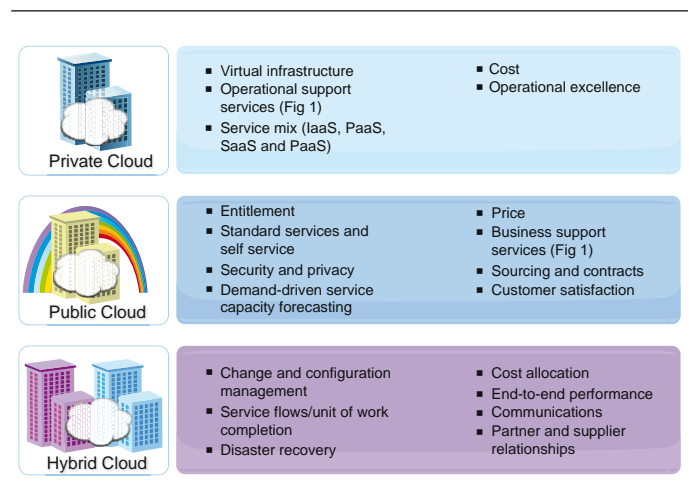 Private Cloud
■ Virtual infrastructure
■ Operational support
services (Fig 1)
■ Service mix (IaaS, PaaS,
SaaS and PaaS)
■ Cost
■ Operational excellence
Public Cloud
■ Entitlement
■ Standard services and
self service
■ Security and privacy
■ Demand-driven service
capacity forecasting
■ Price
■ Business support
services (Fig 1)
■ Sourcing and contracts
■ Customer satisfaction
Hybrid Cloud
■ Change and configuration
management
■ Service flows/unit of work
completion
■ Disaster recovery
■ Cost allocation
■ End-to-end performance
■ Communications
■ Partner and supplier
relationships